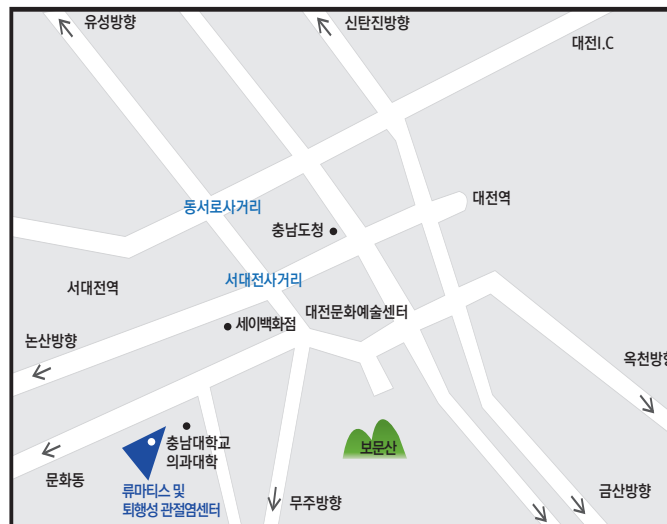 유성방향
신탄진방향
대전I.C
동서로사거리
대전역
충남도청
서대전역
서대전사거리
세이백화점
대전문화예술센터
논산방향
옥천방향
충남대학교
의과대학
보문산
문화동
류마티스 및
퇴행성 관절염센터
무주방향
금산방향